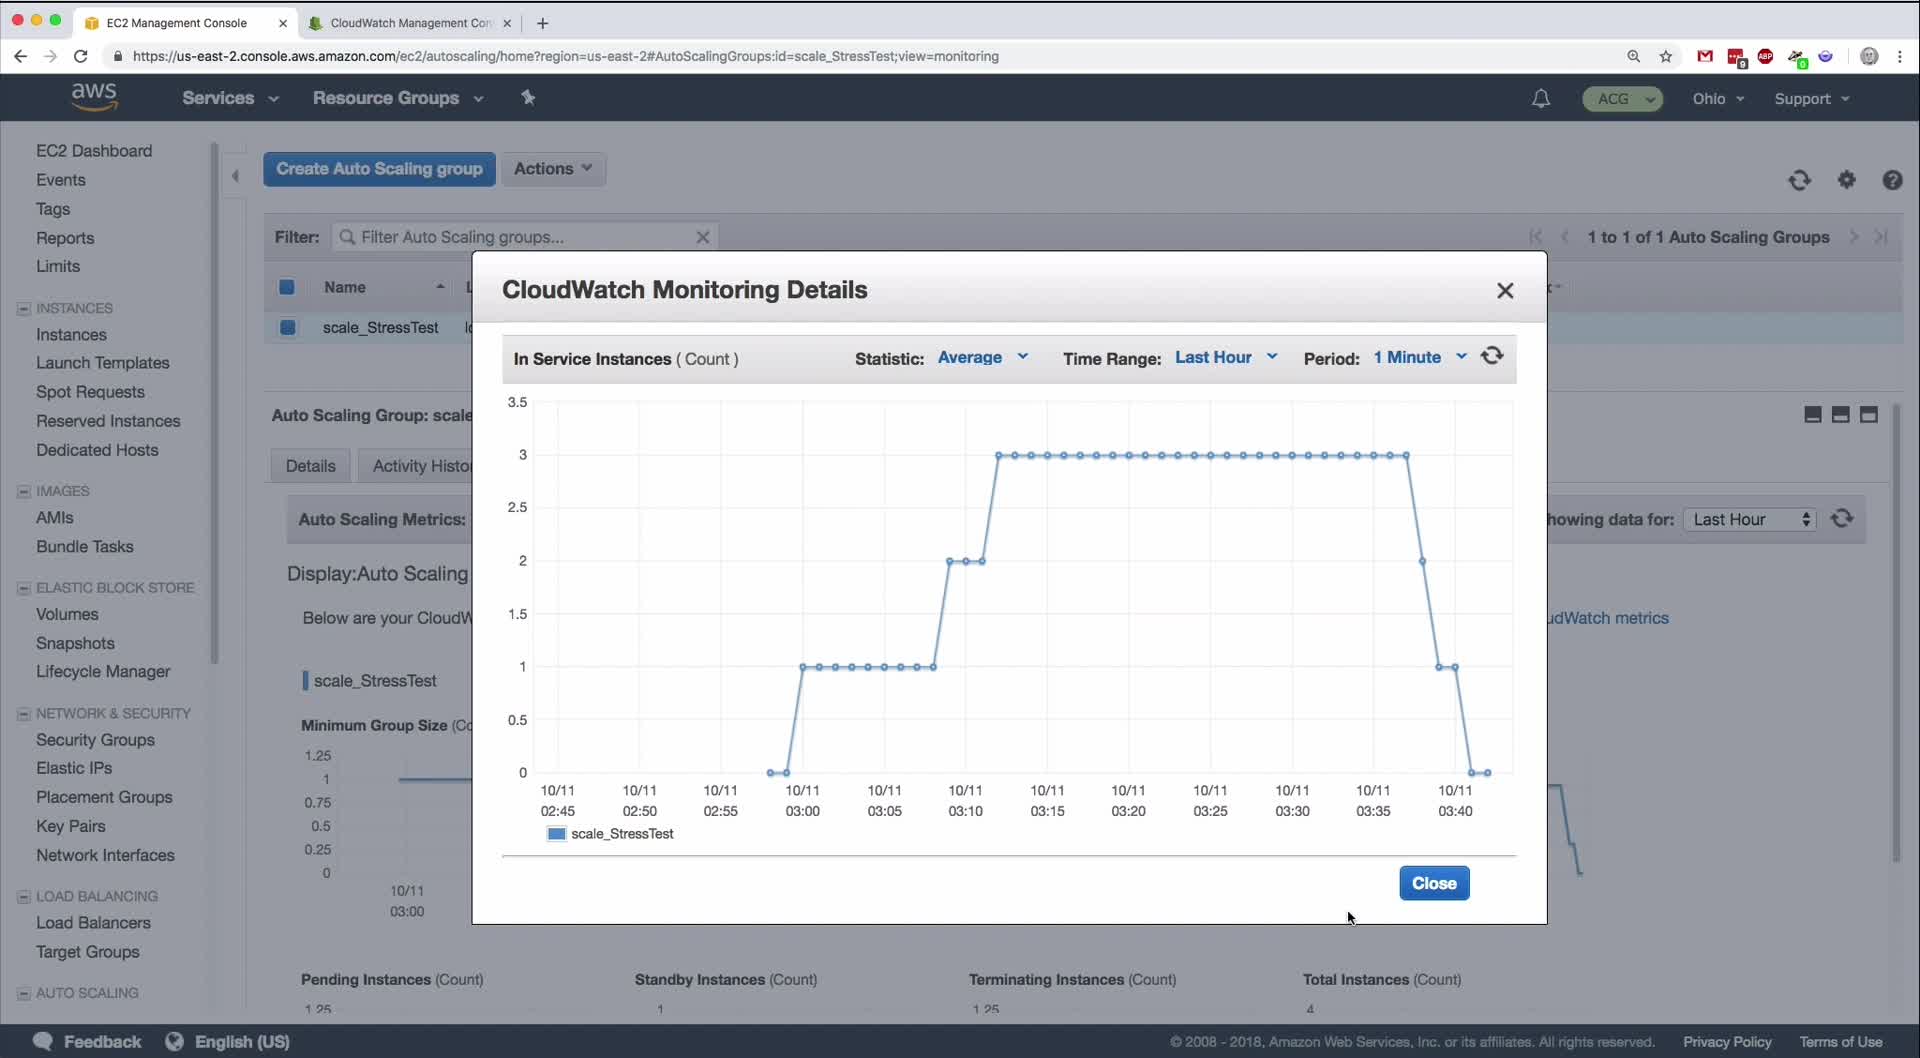 EC2 Management Console
CloudWatch Management Con
https://us-east-2.console.aws.amazon.com/ec2/autoscaling/home?region=us-east-2#AutoScalingGroups:id=scale_StressTest;view=monitoring
ABP
9
0
aws
Services
Resource Groups
ACG
Ohio
Support
EC2 Dashboard
Events
Tags
Reports
Limits
INSTANCES
Instances
Launch Templates
Spot Requests
Reserved Instances
Dedicated Hosts
IMAGES
AMIs
Bundle Tasks
ELASTIC BLOCK STORE
Volumes
Snapshots
Lifecycle Manager
NETWORK & SECURITY
Security Groups
Elastic IPs
Placement Groups
Key Pairs
Network Interfaces
LOAD BALANCING
Load Balancers
Target Groups
AUTO SCALING
Create Auto Scaling group
Actions
Filter:
Filter Auto Scaling groups...
1 to 1 of 1 Auto Scaling Groups
Name
scale_StressTest
Auto Scaling Group: scale
Details
Activity Histo
Auto Scaling Metrics:
howing data for:
Last Hour
Display:Auto Scaling
Below are your CloudW
udWatch metrics
scale_StressTest
Minimum Group Size (Co
1.25
1
0.75
0.5
0.25
0
10/11
03:00
CloudWatch Monitoring Details
In Service Instances ( Count )
Statistic: Average
Time Range: Last Hour
Period: 1 Minute
3.5
3
2.5
2
1.5
1
0.5
0
10/11 10/11 10/11 10/11 10/11 10/11 10/11 10/11 10/11 10/11 10/11 10/11
02:45 02:50 02:55 03:00 03:05 03:10 03:15 03:20 03:25 03:30 03:35 03:40
scale_StressTest
Close
Pending Instances (Count)
Standby Instances (Count)
Terminating Instances (Count)
Total Instances (Count)
1.25
1
1.25
4
Feedback
English (US)
© 2008 - 2018, Amazon Web Services, Inc. or its affiliates. All rights reserved.
Privacy Policy
Terms of Use